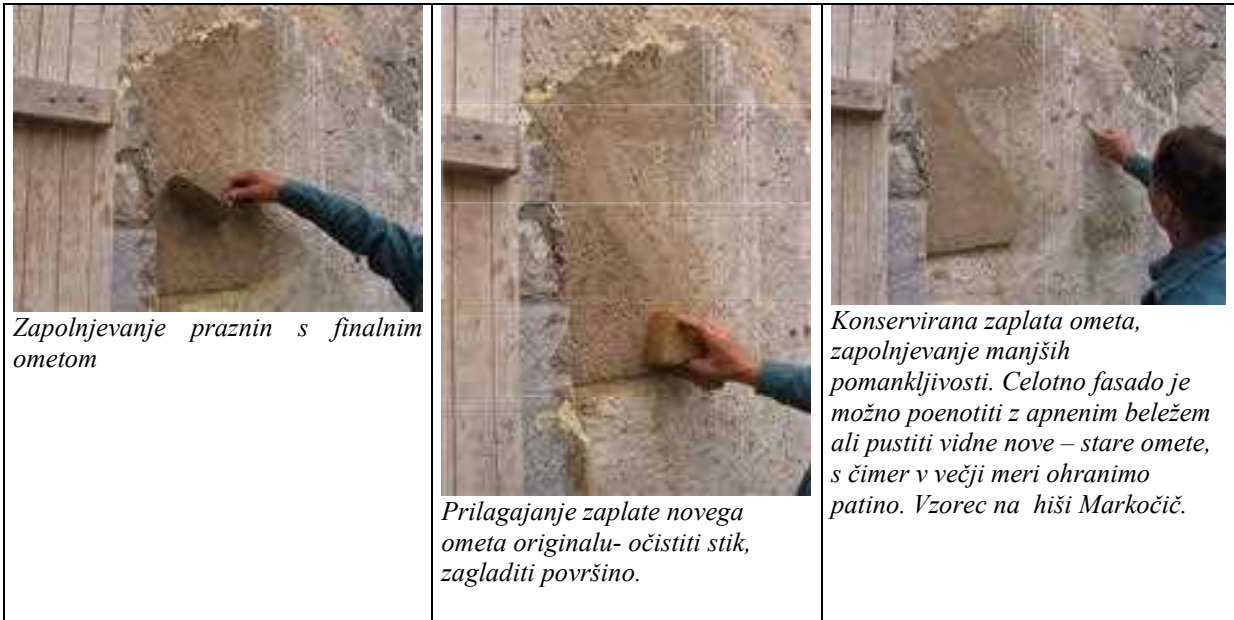 Zapolnjevanje praznin s finalnim
ometom
Prilagajanje zaplate novega
ometa originalu- očistiti stik,
zagladiti površino.
Konservirana zaplata ometa,
zapolnjevanje manjših
pomankljivosti. Celotno fasado je
možno poenotiti z apnenim beležem
ali pustiti vidne nove – stare omete,
s čimer v večji meri ohranimo
patino. Vzorec na hiši Markočič.